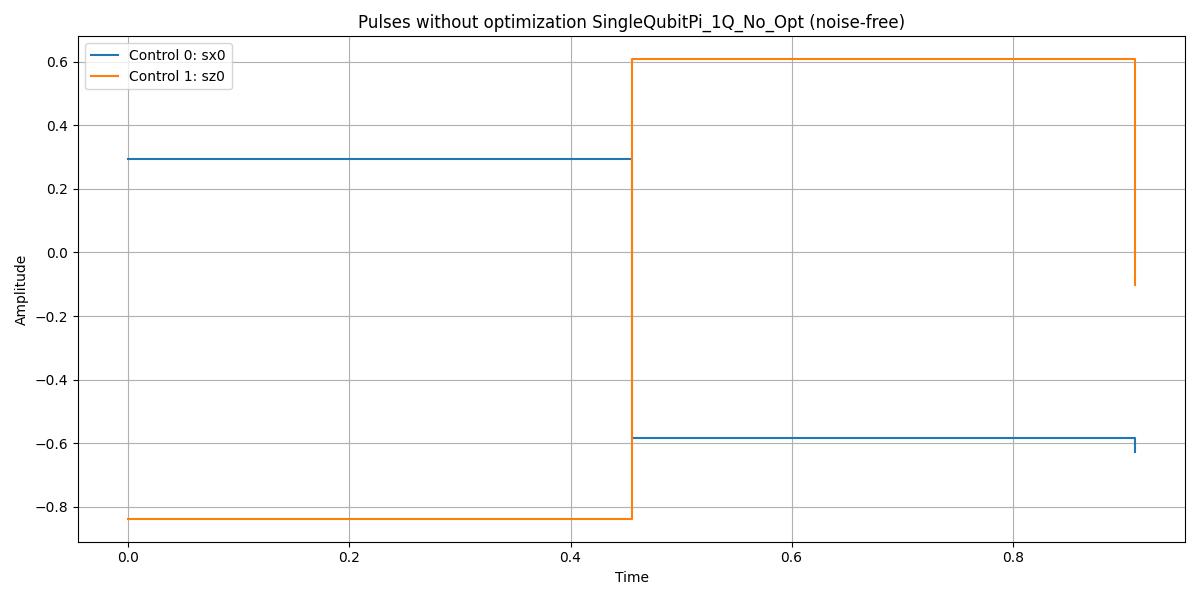 Pulses without optimization SingleQubitPi_1Q_No_Opt (noise-free)
Control 0: sx0
Control 1: sz0
Amplitude
0.6
0.4
0.2
0.0
−0.2
−0.4
−0.6
−0.8
0.0 0.2 0.4 0.6 0.8
Time